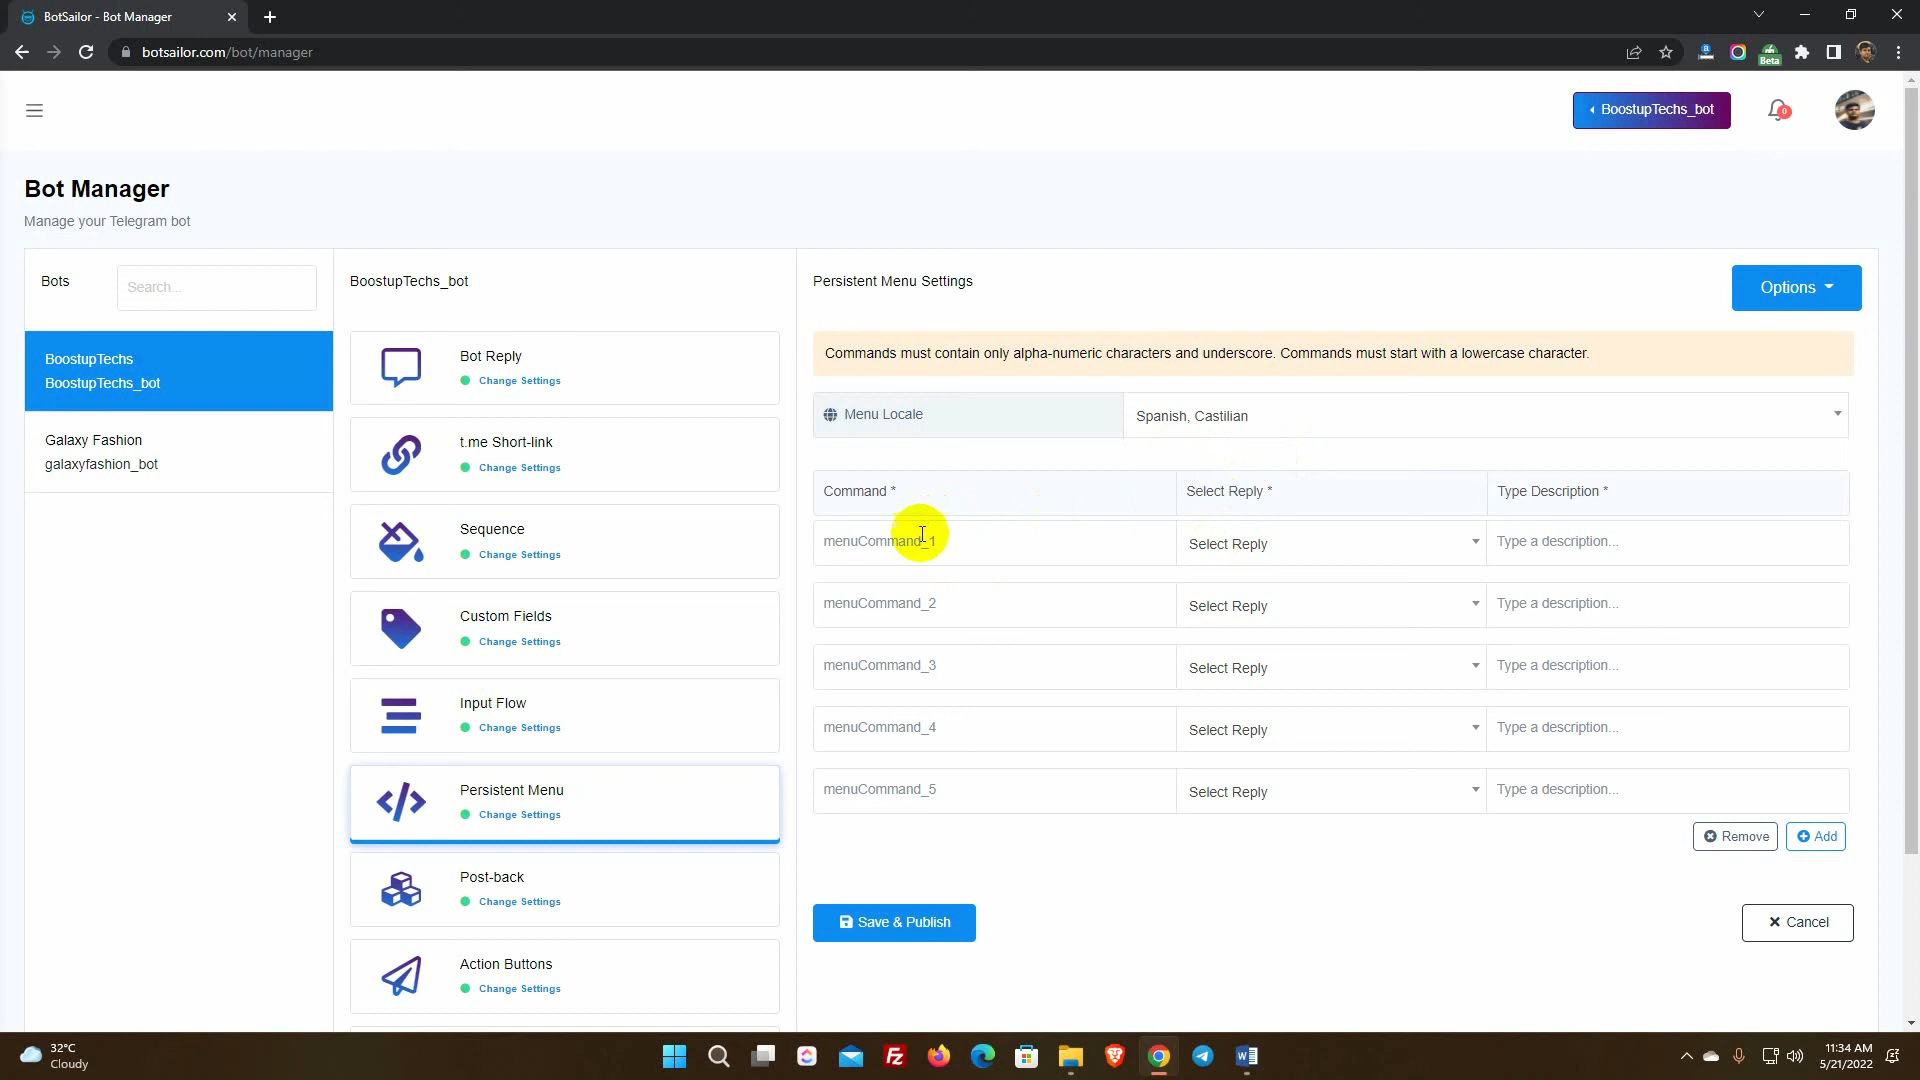 BotSailor - Bot Manager
botsailor.com/bot/manager
Beta
BoostupTechs_bot
0
Bot Manager
Manage your Telegram bot
Bots
Search...
BoostupTechs
BoostupTechs_bot
Galaxy Fashion
galaxyfashion_bot
BoostupTechs_bot
Bot Reply
Change Settings
t.me Short-link
Change Settings
Sequence
Change Settings
Custom Fields
Change Settings
Input Flow
Change Settings
Persistent Menu
Change Settings
Post-back
Change Settings
Action Buttons
Change Settings
Persistent Menu Settings
Options
Commands must contain only alpha-numeric characters and underscore. Commands must start with a lowercase character.
Menu Locale
Spanish, Castilian
Command * Select Reply * Type Description *
menuCommand_1 Select Reply Type a description...
menuCommand_2 Select Reply Type a description...
menuCommand_3 Select Reply Type a description...
menuCommand_4 Select Reply Type a description...
menuCommand_5 Select Reply Type a description...
Remove Add
Save & Publish Cancel
32°C
Cloudy
11:34 AM
5/21/2022